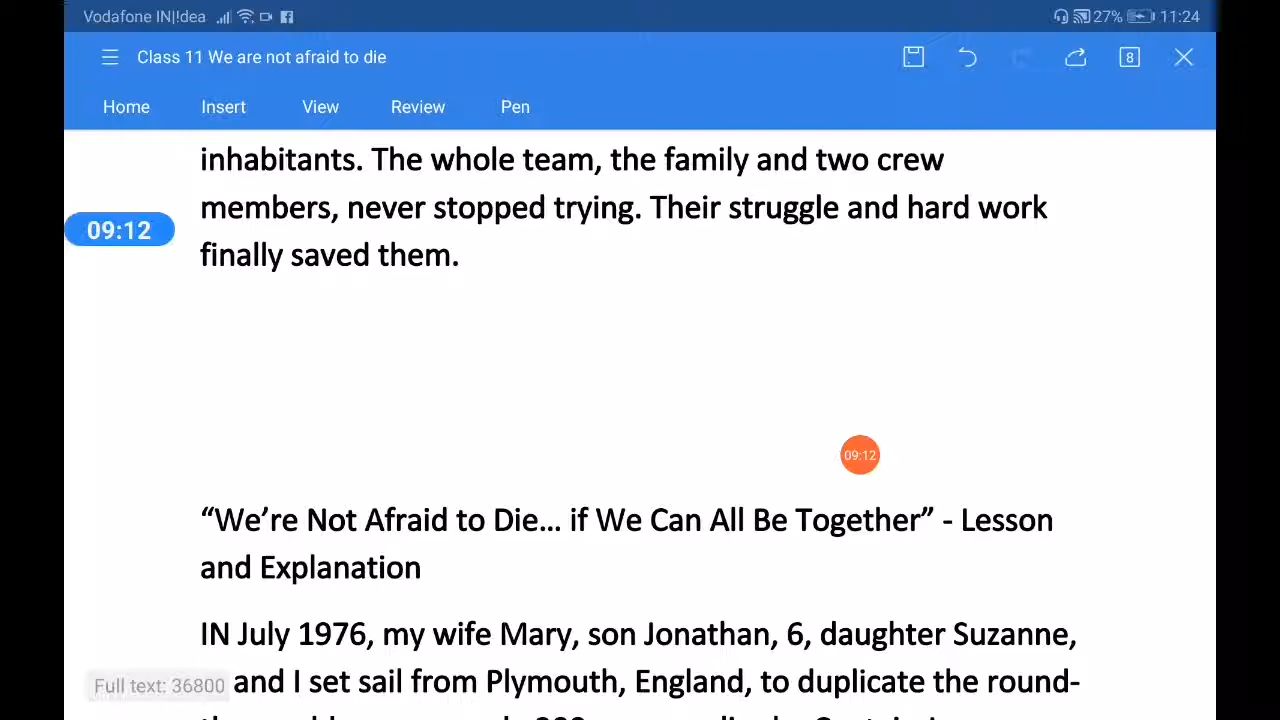 Vodafone IN|!dea 27% 11:24
Class 11 We are not afraid to die 8
Home Insert View Review Pen
inhabitants. The whole team, the family and two crew
members, never stopped trying. Their struggle and hard work
09:12
finally saved them.
09:12
“We’re Not Afraid to Die... if We Can All Be Together” - Lesson
and Explanation
IN July 1976, my wife Mary, son Jonathan, 6, daughter Suzanne,
Full text: 36800
and I set sail from Plymouth, England, to duplicate the round-